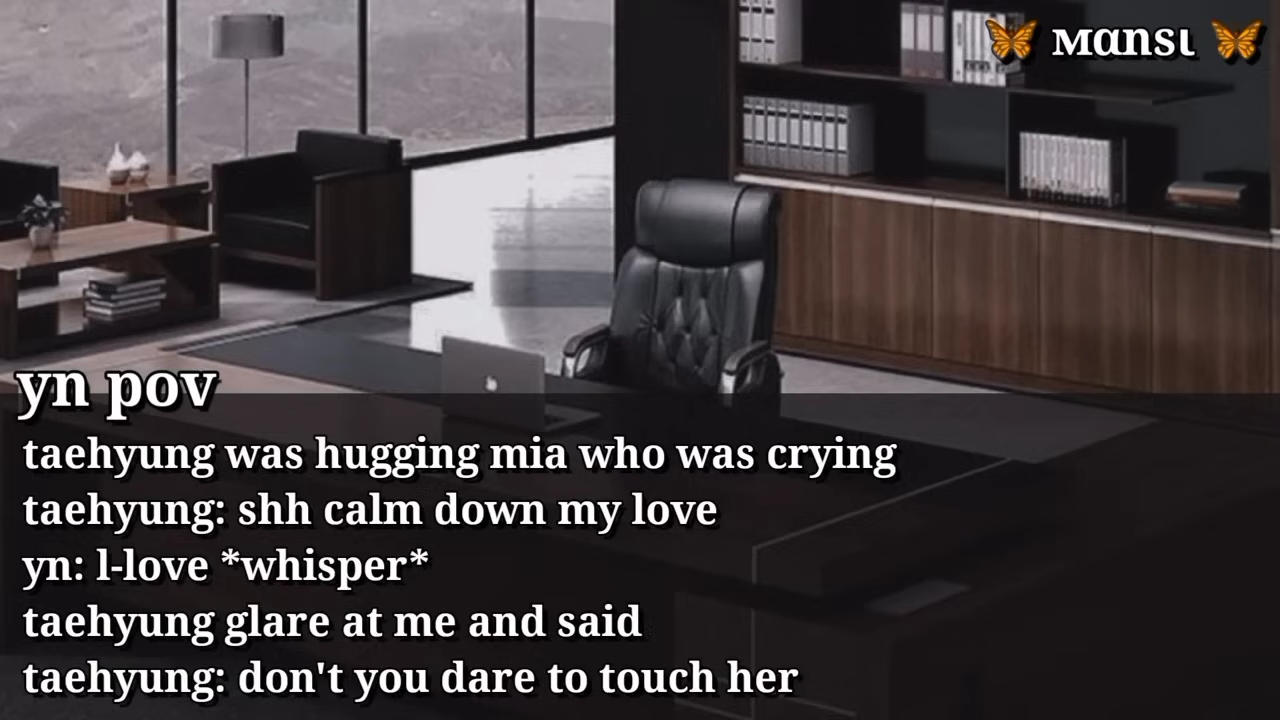 🦋 ᴍɑnsɩ 🦋
yn pov
taehyung was hugging mia who was crying
taehyung: shh calm down my love
yn: l-love *whisper*
taehyung glare at me and said
taehyung: don't you dare to touch her